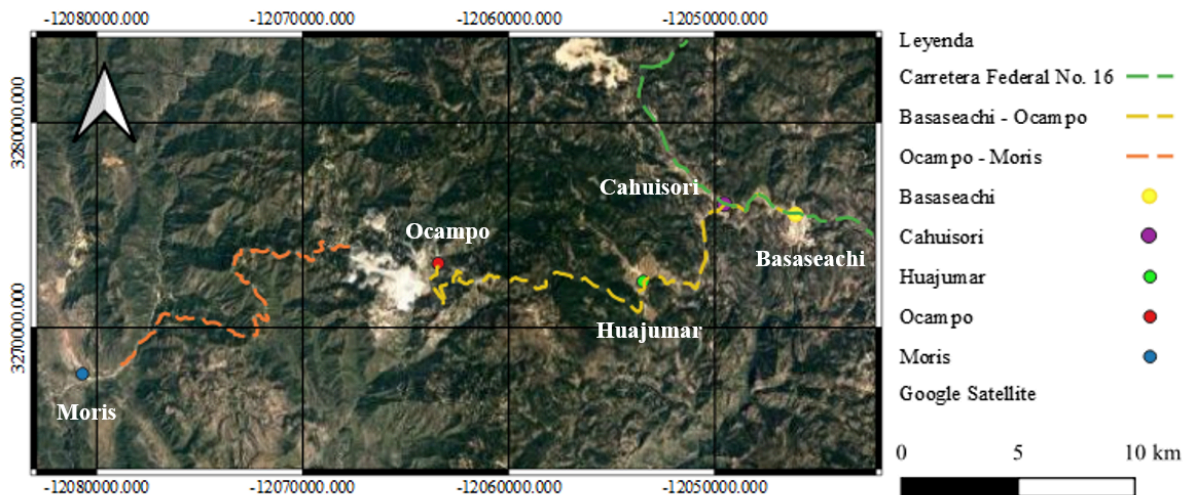 -12080000.000 -12070000.000 -12060000.000 -12050000.000
3280000.000
3270000.000
Cahuisori
Ocampo
Basaseachi
Huajumar
Moris
-12080000.000 -12070000.000 -12060000.000 -12050000.000
Leyenda
Carretera Federal No. 16
Basaseachi - Ocampo
Ocampo - Moris
Basaseachi
Cahuisori
Huajumar
Ocampo
Moris
Google Satellite
0 5 10 km